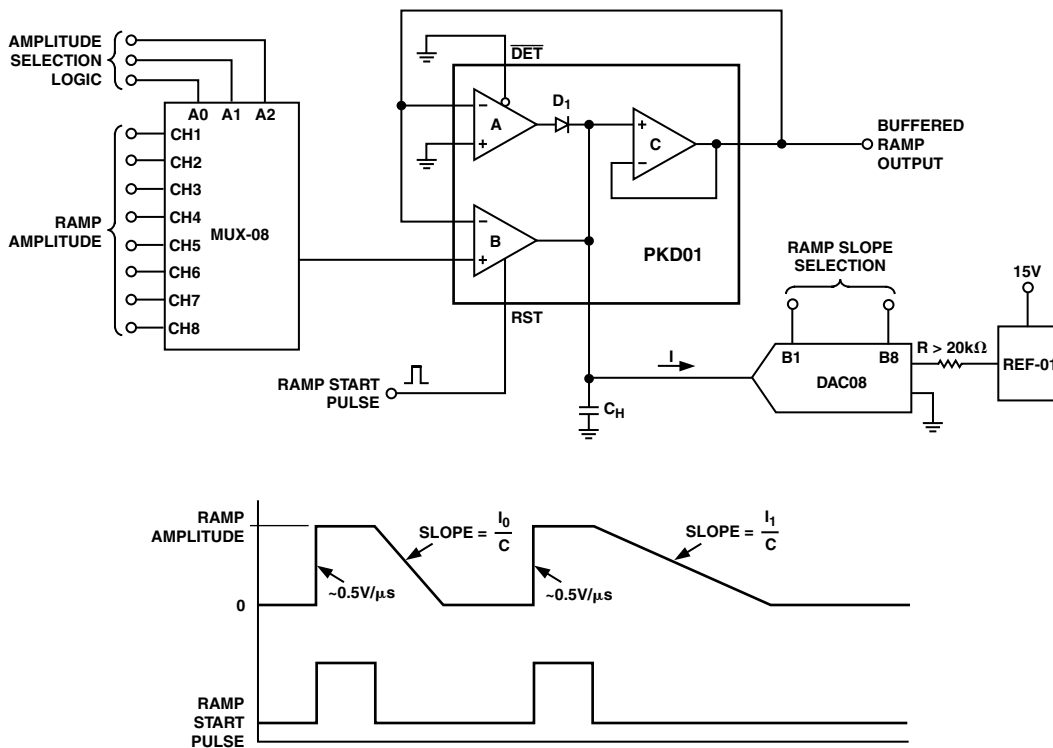 AMPLITUDE
SELECTION
LOGIC
A0 A1 A2
CH1
CH2
CH3
CH4
CH5
CH6
CH7
CH8
RAMP
AMPLITUDE
MUX-08
DET
A
B
C
D1
PKD01
RST
BUFFERED
RAMP
OUTPUT
RAMP START
PULSE
CH
I
RAMP SLOPE
SELECTION
B1 B8
DAC08
R > 20kΩ
15V
REF-01
RAMP
AMPLITUDE
0
~0.5V/μs
SLOPE = I0/C
~0.5V/μs
SLOPE = I1/C
RAMP
START
PULSE